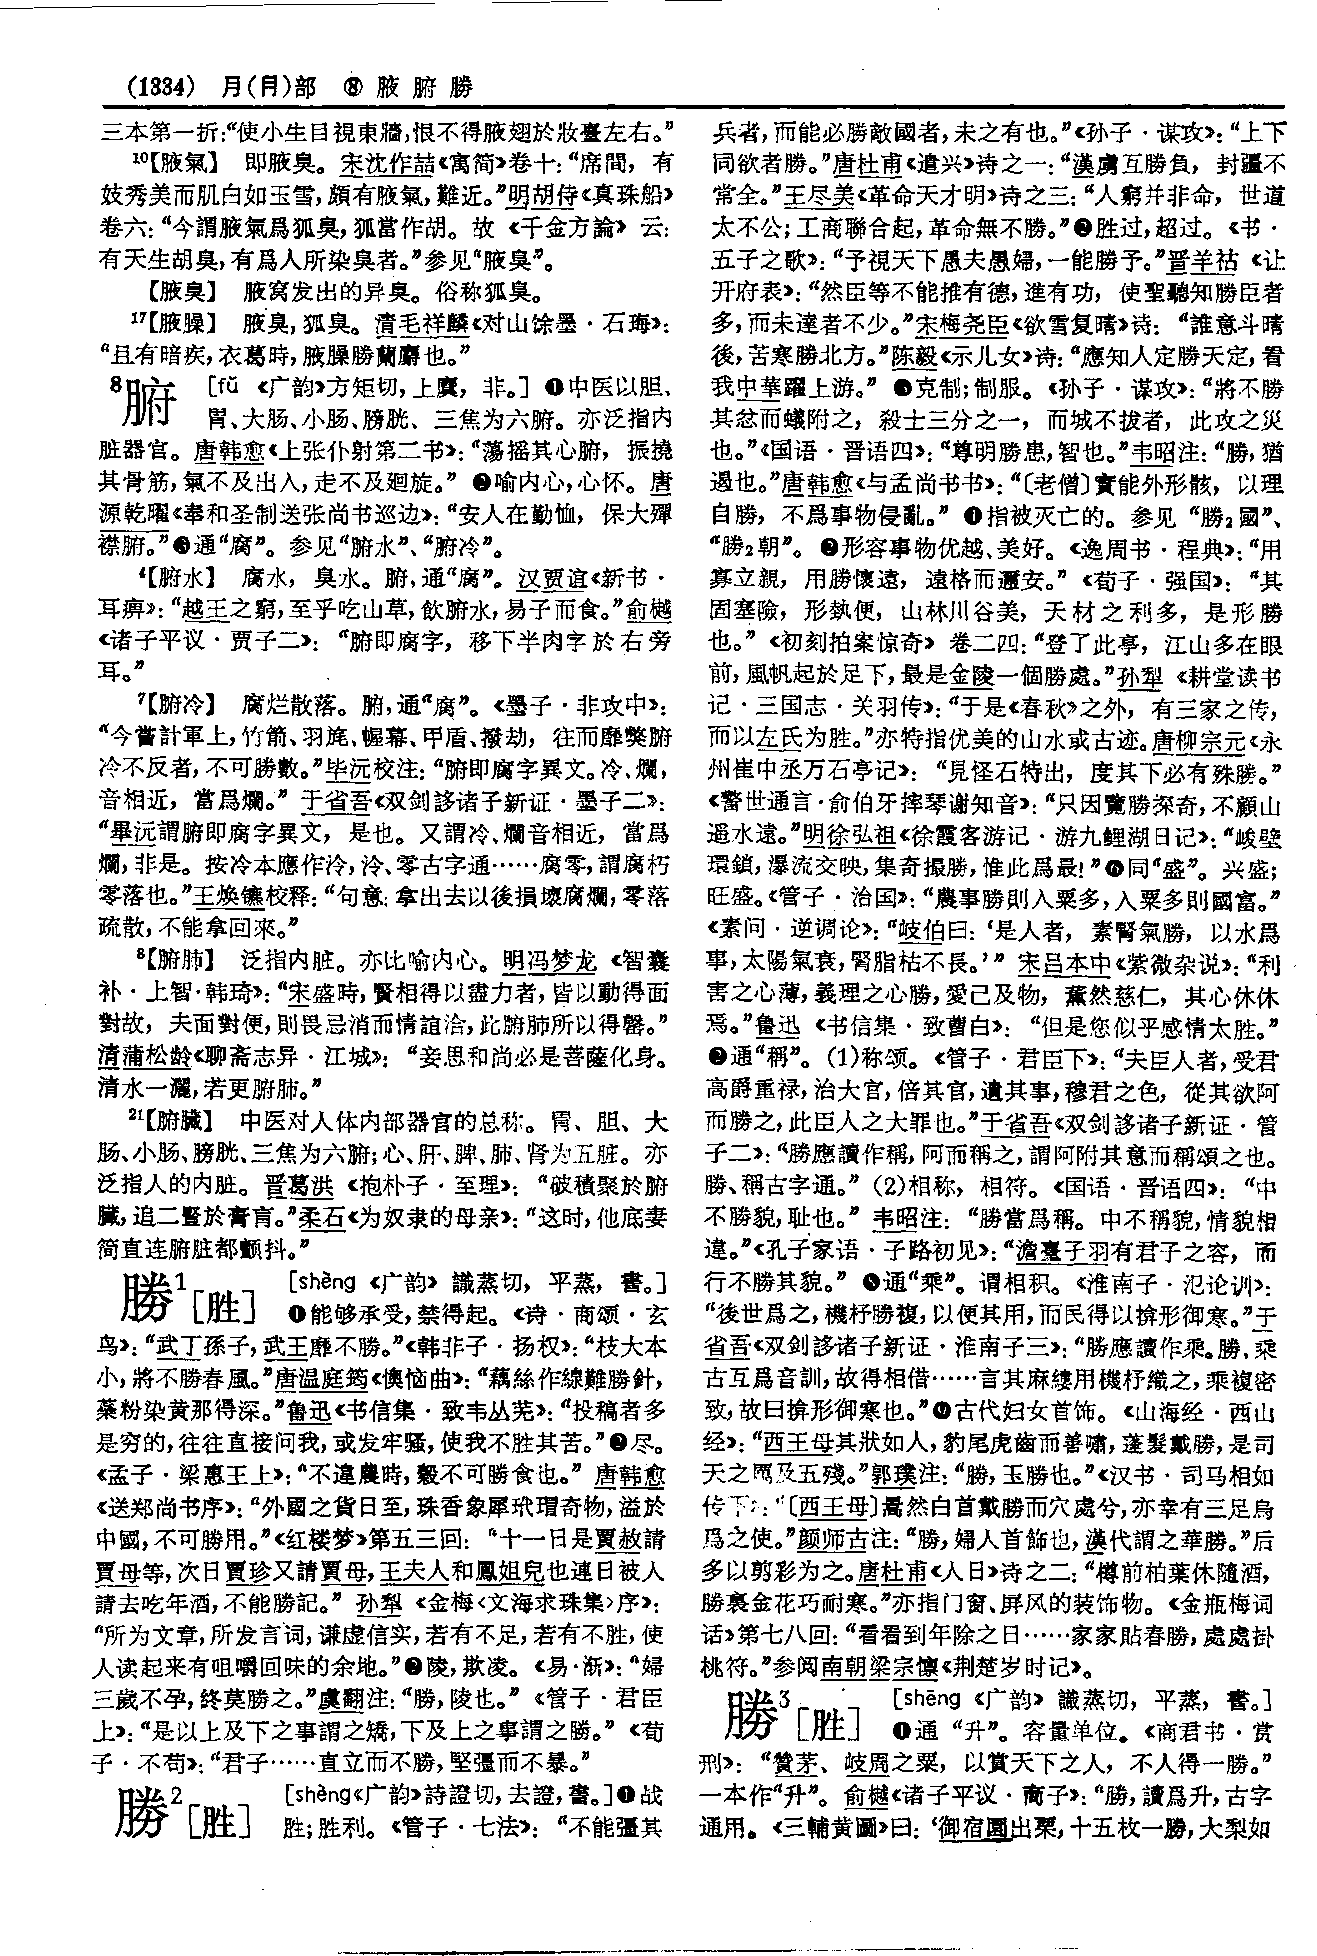 (1334) 月(⺼)部 ⑧ 腋腑勝
三本第一折:“使小生目視東牆,恨不得腋翅於妝臺左右。”
¹⁰【腋氣】 即腋臭。宋沈作喆《寓简》卷十:“席間,有
妓秀美而肌白如玉雪,頗有腋氣,難近。”明胡侍《真珠船》
卷六:“今謂腋氣爲狐臭,狐當作胡。故《千金方論》云:
有天生胡臭,有爲人所染臭者。”参见“腋臭”。
【腋臭】 腋窝发出的异臭。俗称狐臭。
¹⁷【腋臊】 腋臭,狐臭。清毛祥麟《对山馀墨·石琇》:
“且有暗疾,衣葛時,腋臊勝蘭麝也。”
⁸腑 [fǔ 《广韵》方矩切,上麌,非。] ❶中医以胆、
胃、大肠、小肠、膀胱、三焦为六腑。亦泛指内
脏器官。唐韩愈《上张仆射第二书》:“蕩摇其心腑,振撓
其骨筋,氣不及出入,走不及廻旋。” ❷喻内心,心怀。唐
源乾曜《奉和圣制送张尚书巡边》:“安人在勤恤,保大殫
襟腑。”❸通“腐”。参见“腑水”、“腑冷”。
⁴【腑水】 腐水,臭水。腑,通“腐”。汉贾谊《新书·
耳痹》:“越王之窮,至乎吃山草,飲腑水,易子而食。”俞樾
《诸子平议·贾子二》:“腑即腐字,移下半肉字於右旁
耳。”
⁷【腑冷】 腐烂散落。腑,通“腐”。《墨子·非攻中》:
“今嘗計軍上,竹箭、羽旄、幄幕、甲盾、撥劫,往而靡獘腑
冷不反者,不可勝數。”毕沅校注:“腑即腐字異文。冷、爛,
音相近,當爲爛。”于省吾《双剑誃诸子新证·墨子二》:
“畢沅謂腑即腐字異文,是也。又謂冷、爛音相近,當爲
爛,非是。按冷本應作泠,泠、零古字通……腐零,謂腐朽
零落也。”王焕镳校释:“句意:拿出去以後損壞腐爛,零落
疏散,不能拿回來。”
⁸【腑肺】 泛指内脏。亦比喻内心。明冯梦龙《智囊
补·上智·韩琦》:“宋盛時,賢相得以盡力者,皆以動得面
對故,夫面對便,則畏忌消而情誼洽,此腑肺所以得罄。”
清蒲松龄《聊斋志异·江城》:“妾思和尚必是菩薩化身。
清水一灑,若更腑肺。”
²¹【腑臟】 中医对人体内部器官的总称。胃、胆、大
肠、小肠、膀胱、三焦为六腑;心、肝、脾、肺、肾为五脏。亦
泛指人的内脏。晋葛洪《抱朴子·至理》:“破積聚於腑
臟,追二豎於膏肓。”柔石《为奴隶的母亲》:“这时,他底妻
简直连腑脏都颤抖。”
勝¹[胜] [shēng 《广韵》識蒸切,平蒸,書。]
❶能够承受,禁得起。《诗·商颂·玄
鸟》:“武丁孫子,武王靡不勝。”《韩非子·扬权》:“枝大本
小,將不勝春風。”唐温庭筠《懊恼曲》:“藕絲作線難勝針,
蘂粉染黄那得深。”鲁迅《书信集·致韦丛芜》:“投稿者多
是穷的,往往直接问我,或发牢骚,使我不胜其苦。”❷尽。
《孟子·梁惠王上》:“不違農時,穀不可勝食也。”唐韩愈
《送郑尚书序》:“外國之貨日至,珠香象犀玳瑁奇物,溢於
中國,不可勝用。”《红楼梦》第五三回:“十一日是賈赦請
賈母等,次日賈珍又請賈母,王夫人和鳳姐兒也連日被人
請去吃年酒,不能勝記。”孙犁《金梅〈文海求珠集〉序》:
“所为文章,所发言词,谦虚信实,若有不足,若有不胜,使
人读起来有咀嚼回味的余地。”❸陵,欺凌。《易·渐》:“婦
三歲不孕,終莫勝之。”虞翻注:“勝,陵也。”《管子·君臣
上》:“是以上及下之事謂之矯,下及上之事謂之勝。”《荀
子·不苟》:“君子……直立而不勝,堅彊而不暴。”
勝²[胜] [shèng《广韵》詩證切,去證,書。]❶战
胜;胜利。《管子·七法》:“不能彊其
兵者,而能必勝敵國者,未之有也。”《孙子·谋攻》:“上下
同欲者勝。”唐杜甫《遣兴》诗之一:“漢虜互勝負,封疆不
常全。”王尽美《革命天才明》诗之三:“人窮并非命,世道
太不公;工商聯合起,革命無不勝。”❷胜过,超过。《书·
五子之歌》:“予視天下愚夫愚婦,一能勝予。”晋羊祜《让
开府表》:“然臣等不能推有德,進有功,使聖聽知勝臣者
多,而未達者不少。”宋梅尧臣《欲雪复晴》诗:“誰意斗晴
後,苦寒勝北方。”陈毅《示儿女》诗:“應知人定勝天定,看
我中華躍上游。” ❸克制;制服。《孙子·谋攻》:“將不勝
其忿而蟻附之,殺士三分之一,而城不拔者,此攻之災
也。”《国语·晋语四》:“尊明勝患,智也。”韦昭注:“勝,猶
遏也。”唐韩愈《与孟尚书书》:“〔老僧〕實能外形骸,以理
自勝,不爲事物侵亂。” ❹指被灭亡的。参见“勝₂國”、
“勝₂朝”。 ❺形容事物优越、美好。《逸周书·程典》:“用
寡立親,用勝懷遠,遠格而邇安。”《荀子·强国》:“其
固塞險,形埶便,山林川谷美,天材之利多,是形勝
也。”《初刻拍案惊奇》卷二四:“登了此亭,江山多在眼
前,風帆起於足下,最是金陵一個勝處。”孙犁《耕堂读书
记·三国志·关羽传》:“于是《春秋》之外,有三家之传,
而以左氏为胜。”亦特指优美的山水或古迹。唐柳宗元《永
州崔中丞万石亭记》:“見怪石特出,度其下必有殊勝。”
《警世通言·俞伯牙摔琴谢知音》:“只因覽勝探奇,不顧山
遥水遠。”明徐弘祖《徐霞客游记·游九鲤湖日记》:“峻壁
環鎖,瀑流交映,集奇撮勝,惟此爲最!”❻同“盛”。兴盛;
旺盛。《管子·治国》:“農事勝則入粟多,入粟多則國富。”
《素问·逆调论》:“岐伯曰:‘是人者,素腎氣勝,以水爲
事,太陽氣衰,腎脂枯不長。’”宋吕本中《紫微杂说》:“利
害之心薄,義理之心勝,愛己及物,薰然慈仁,其心休休
焉。”鲁迅《书信集·致曹白》:“但是您似乎感情太胜。”
❼通“稱”。(1)称颂。《管子·君臣下》:“夫臣人者,受君
高爵重禄,治大官,倍其官,遺其事,穆君之色,從其欲阿
而勝之,此臣人之大罪也。”于省吾《双剑誃诸子新证·管
子二》:“勝應讀作稱,阿而稱之,謂阿附其意而稱頌之也。
勝、稱古字通。”(2)相称,相符。《国语·晋语四》:“中
不勝貌,耻也。”韦昭注:“勝當爲稱。中不稱貌,情貌相
違。”《孔子家语·子路初见》:“澹臺子羽有君子之容,而
行不勝其貌。” ❽通“乘”。谓相积。《淮南子·氾论训》:
“後世爲之,機杼勝複,以便其用,而民得以揜形御寒。”于
省吾《双剑誃诸子新证·淮南子三》:“勝應讀作乘。勝、乘
古互爲音訓,故得相借……言其麻縷用機杼織之,乘複密
致,故曰揜形御寒也。”❾古代妇女首饰。《山海经·西山
经》:“西王母其狀如人,豹尾虎齒而善嘯,蓬髮戴勝,是司
天之厲及五殘。”郭璞注:“勝,玉勝也。”《汉书·司马相如
传下》:“〔西王母〕暠然白首戴勝而穴處兮,亦幸有三足烏
爲之使。”颜师古注:“勝,婦人首飾也,漢代謂之華勝。”后
多以剪彩为之。唐杜甫《人日》诗之二:“樽前柏葉休隨酒,
勝裏金花巧耐寒。”亦指门窗、屏风的装饰物。《金瓶梅词
话》第七八回:“看看到年除之日……家家貼春勝,處處掛
桃符。”参阅南朝梁宗懔《荆楚岁时记》。
勝³[胜] [shēng 《广韵》識蒸切,平蒸,書。]
❶通“升”。容量单位。《商君书·赏
刑》:“贊茅、岐周之粟,以賞天下之人,不人得一勝。”
一本作“升”。俞樾《诸子平议·商子》:“勝,讀爲升,古字
通用。《三輔黄圖》曰:‘御宿園出栗,十五枚一勝,大梨如